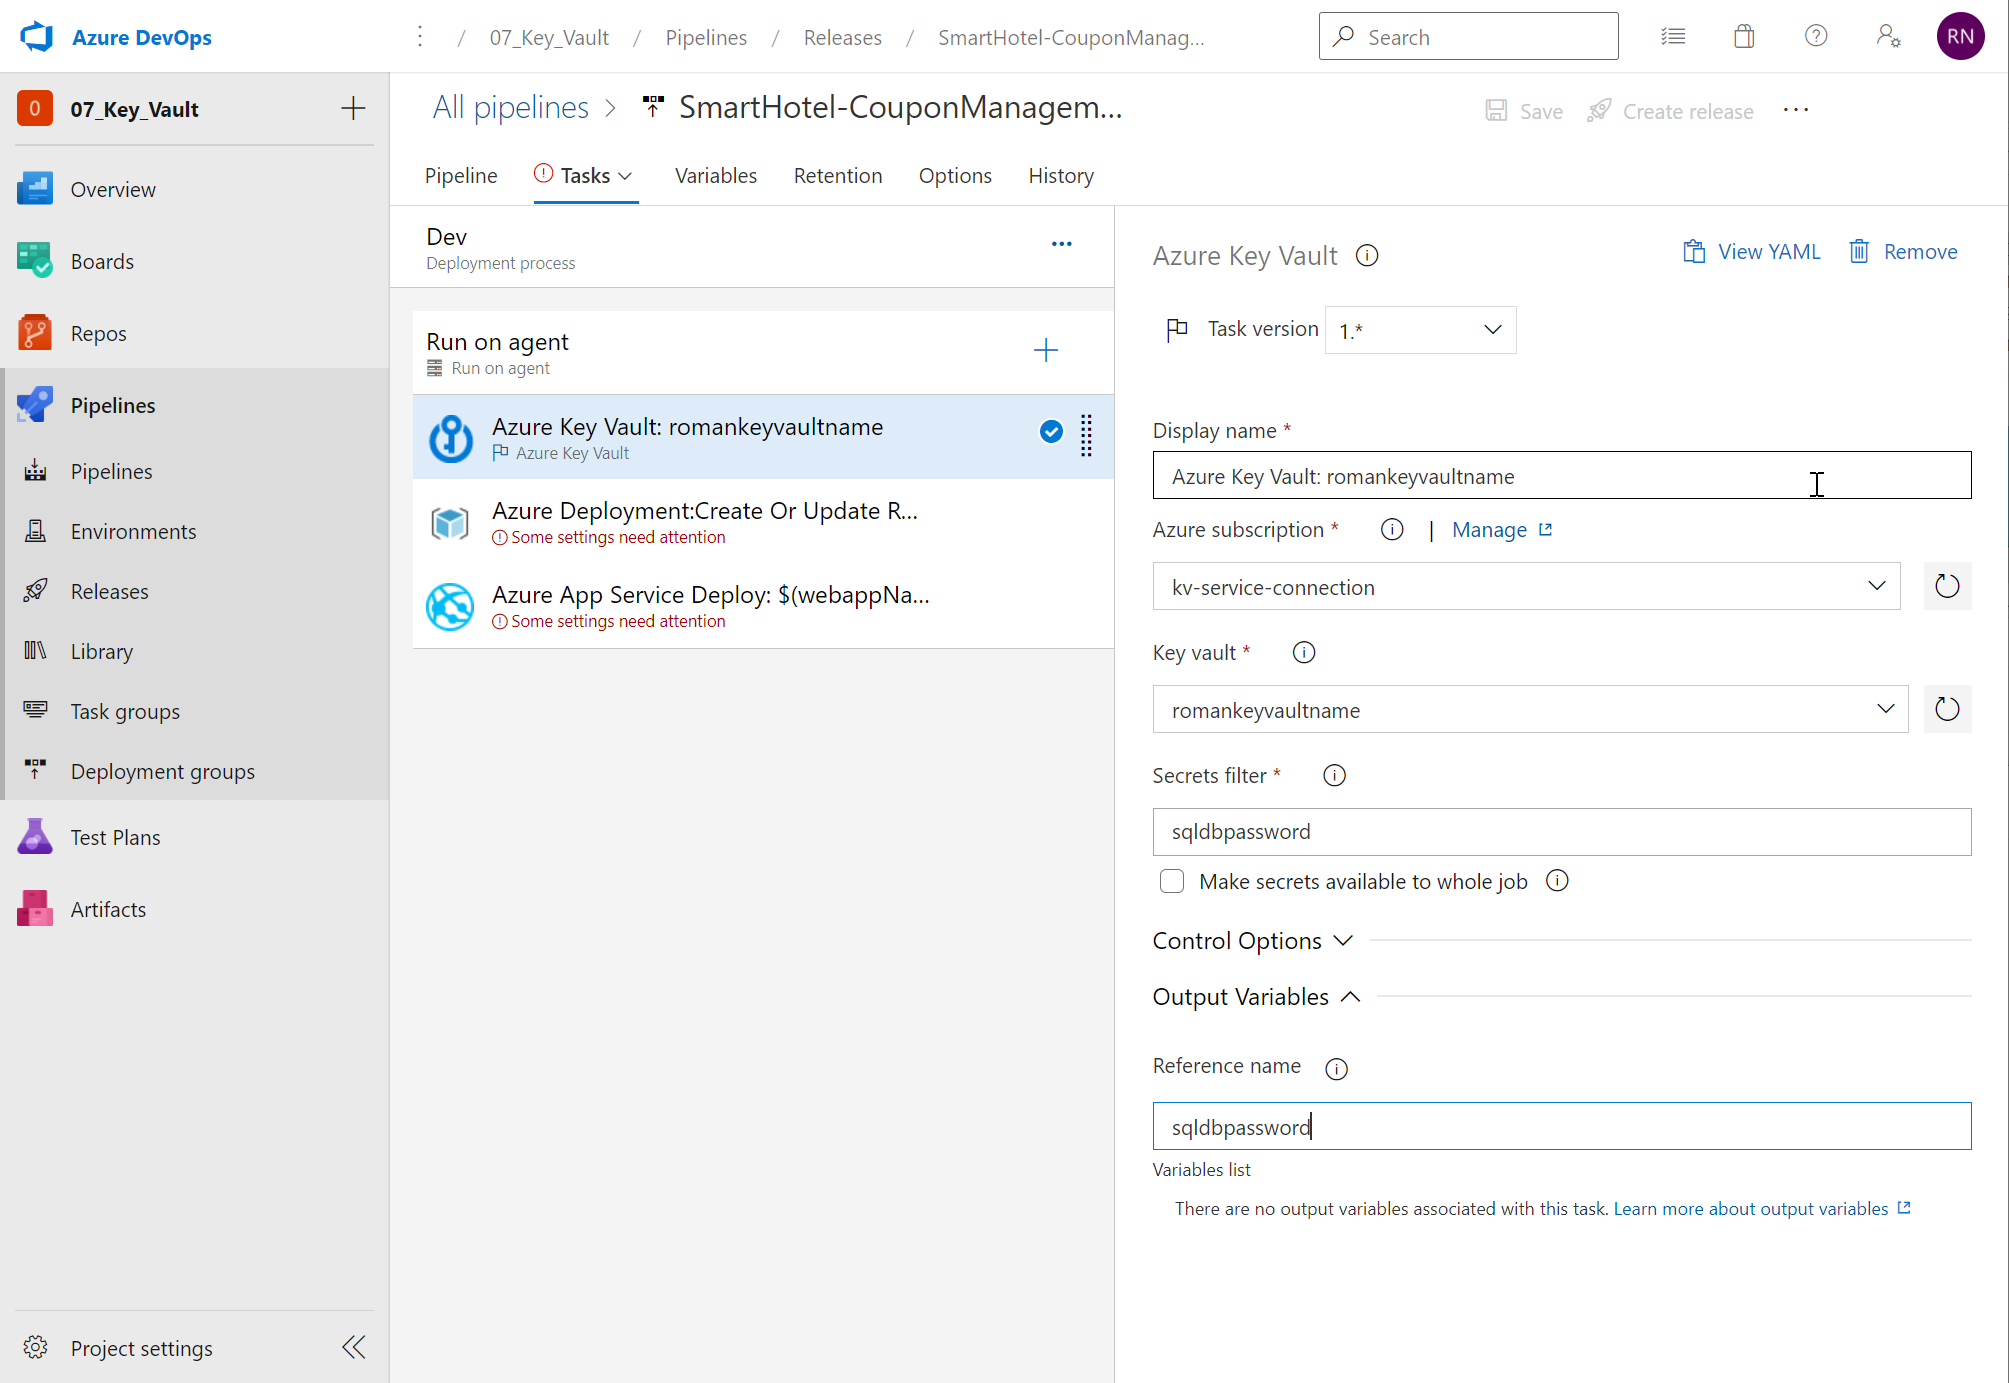 Azure DevOps
/ 07_Key_Vault / Pipelines / Releases / SmartHotel-CouponManag...
Search
RN
O
07_Key_Vault
Overview
Boards
Repos
Pipelines
Pipelines
Environments
Releases
Library
Task groups
Deployment groups
Test Plans
Artifacts
Project settings
All pipelines > SmartHotel-CouponManagem...
Save
Create release
Pipeline
Tasks
Variables
Retention
Options
History
Dev
Deployment process
Run on agent
Run on agent
Azure Key Vault: romankeyvaultname
Azure Key Vault
Azure Deployment:Create Or Update R...
Some settings need attention
Azure App Service Deploy: $(webappNa...
Some settings need attention
Azure Key Vault
View YAML
Remove
Task version
1.*
Display name *
Azure Key Vault: romankeyvaultname
Azure subscription *
| Manage
kv-service-connection
Key vault *
romankeyvaultname
Secrets filter *
sqldbpassword
Make secrets available to whole job
Control Options
Output Variables
Reference name
sqldbpassword
Variables list
There are no output variables associated with this task. Learn more about output variables